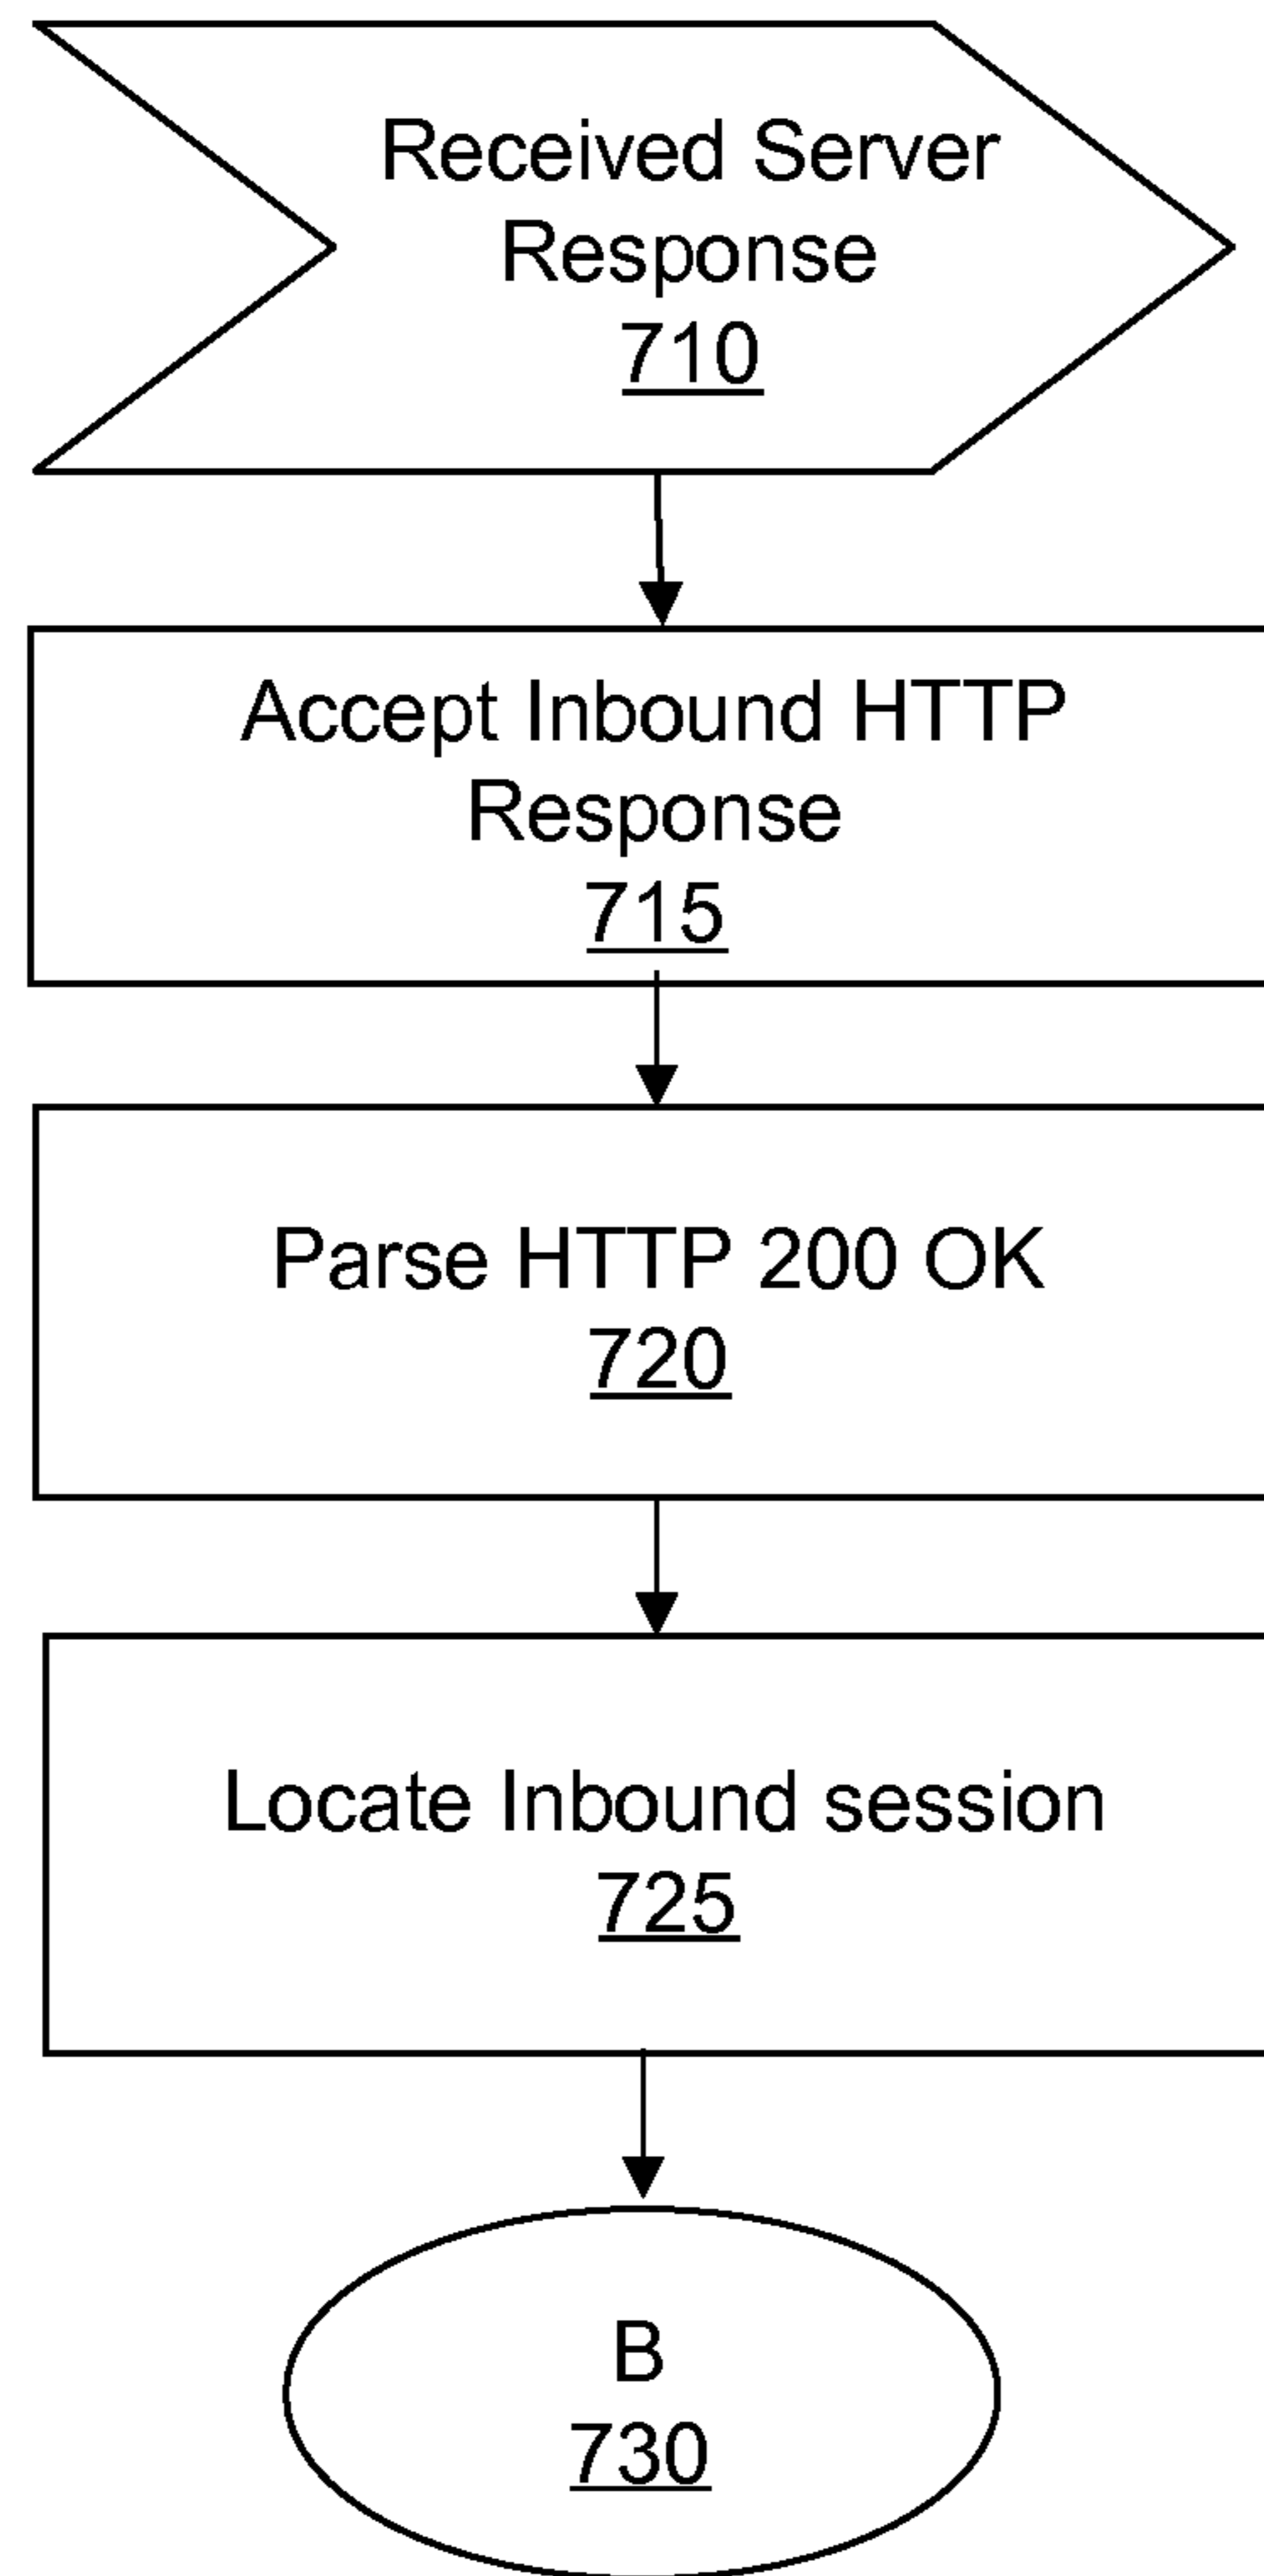 Received Server
Response
710
Accept Inbound HTTP
Response
715
Parse HTTP 200 OK
720
Locate Inbound session
725
B
730